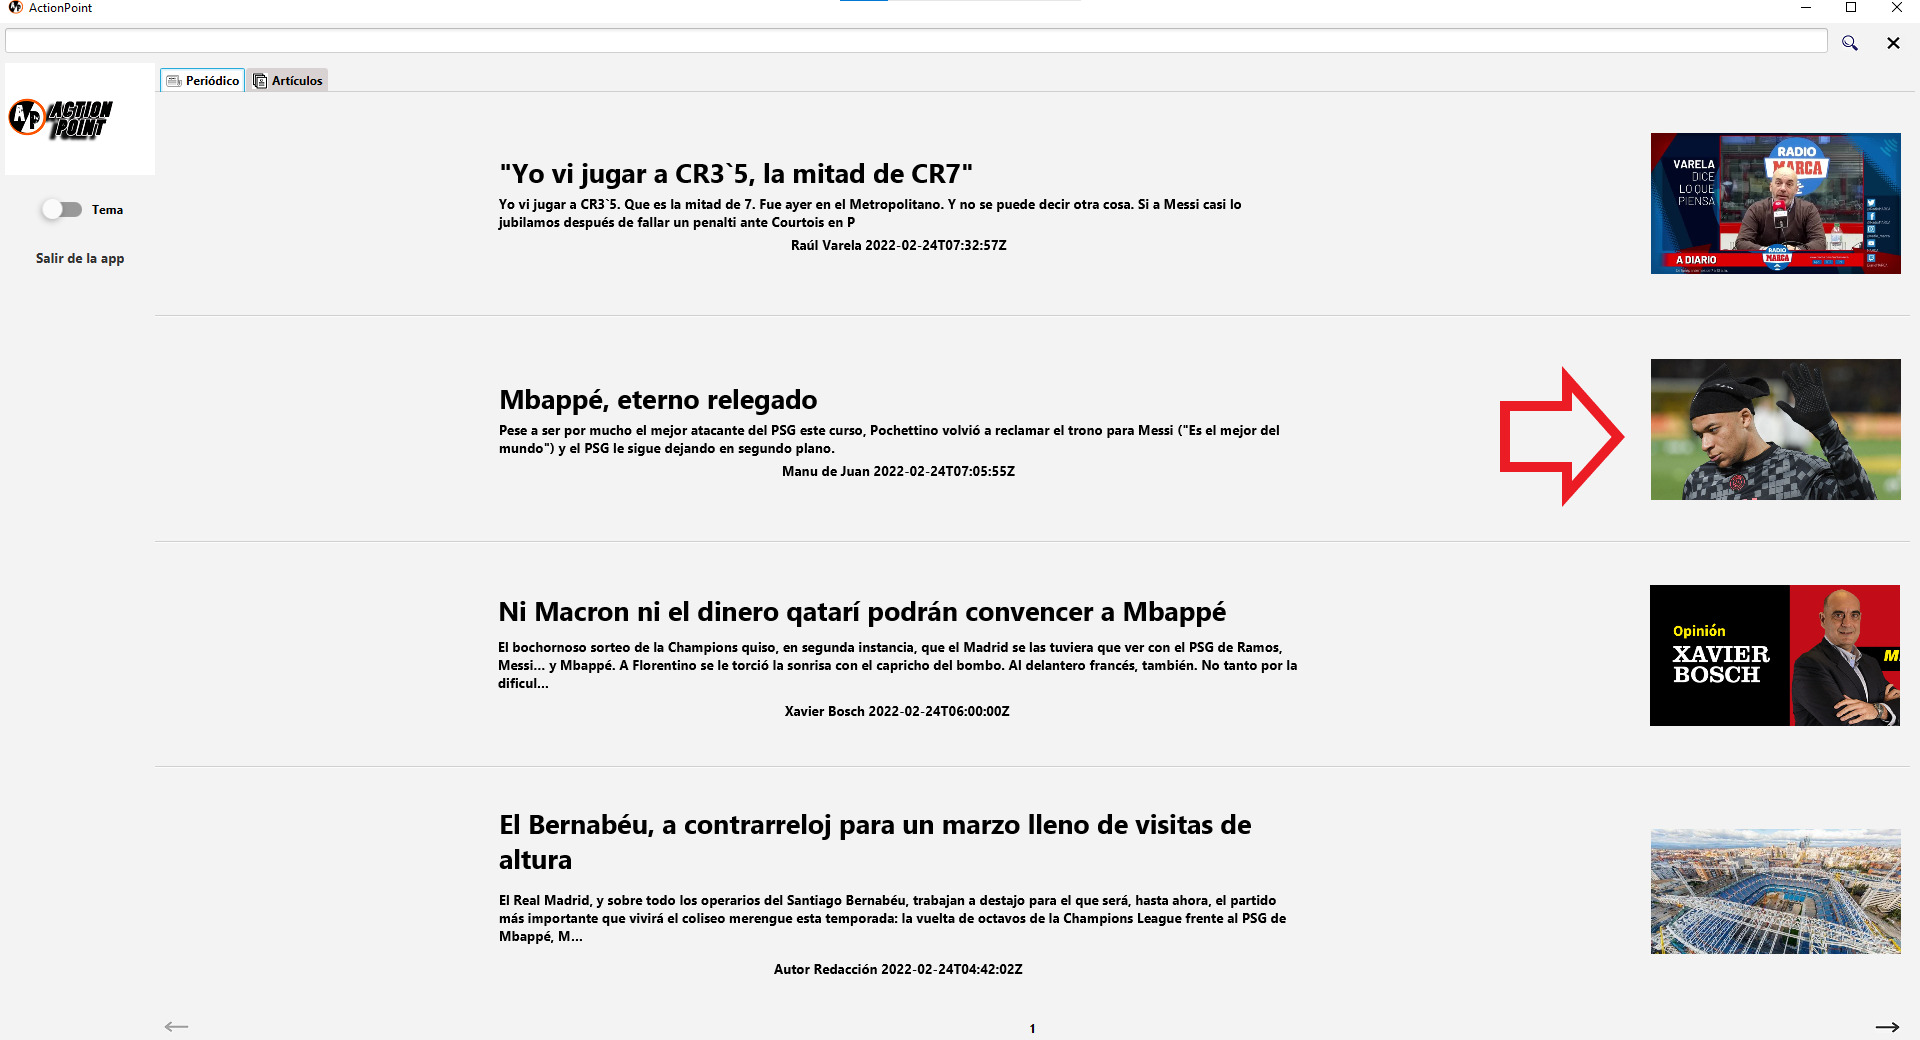 ActionPoint
Periódico
Artículos
ACTION
POINT
AP
Tema
Salir de la app
"Yo vi jugar a CR3`5, la mitad de CR7"
Yo vi jugar a CR3`5. Que es la mitad de 7. Fue ayer en el Metropolitano. Y no se puede decir otra cosa. Si a Messi casi lo
jubilamos después de fallar un penalti ante Courtois en P
Raúl Varela 2022-02-24T07:32:57Z
VARELA
DICE
LO QUE
PIENSA
RADIO
MARCA
RADIO
MARCA
A DIARIO
Mbappé, eterno relegado
Pese a ser por mucho el mejor atacante del PSG este curso, Pochettino volvió a reclamar el trono para Messi ("Es el mejor del
mundo") y el PSG le sigue dejando en segundo plano.
Manu de Juan 2022-02-24T07:05:55Z
Ni Macron ni el dinero qatarí podrán convencer a Mbappé
El bochornoso sorteo de la Champions quiso, en segunda instancia, que el Madrid se las tuviera que ver con el PSG de Ramos,
Messi... y Mbappé. A Florentino se le torció la sonrisa con el capricho del bombo. Al delantero francés, también. No tanto por la
dificul...
Xavier Bosch 2022-02-24T06:00:00Z
Opinión
XAVIER
BOSCH
M
El Bernabéu, a contrarreloj para un marzo lleno de visitas de
altura
El Real Madrid, y sobre todo los operarios del Santiago Bernabéu, trabajan a destajo para el que será, hasta ahora, el partido
más importante que vivirá el coliseo merengue esta temporada: la vuelta de octavos de la Champions League frente al PSG de
Mbappé, M...
Autor Redacción 2022-02-24T04:42:02Z
1